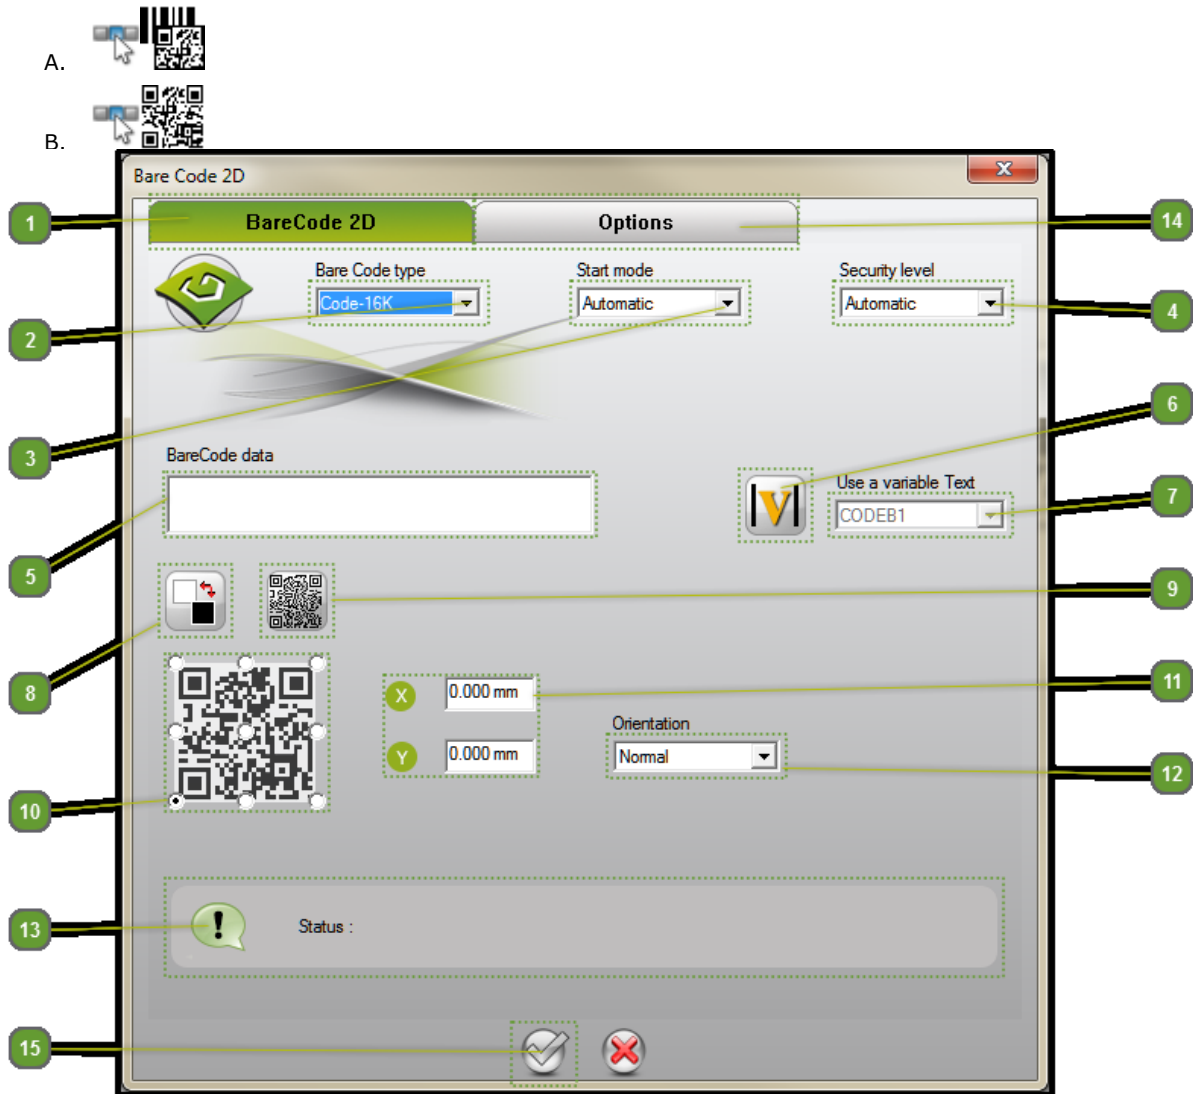 A.
B.
Bare Code 2D
1
BareCode 2D
Options
14
Bare Code type
Start mode
Security level
Code-16K
Automatic
Automatic
2
4
6
3
BareCode data
Use a variable Text
7
V
CODEB1
5
9
8
X
0.000 mm
11
Orientation
Y
0.000 mm
Normal
12
10
13
!
Status :
15